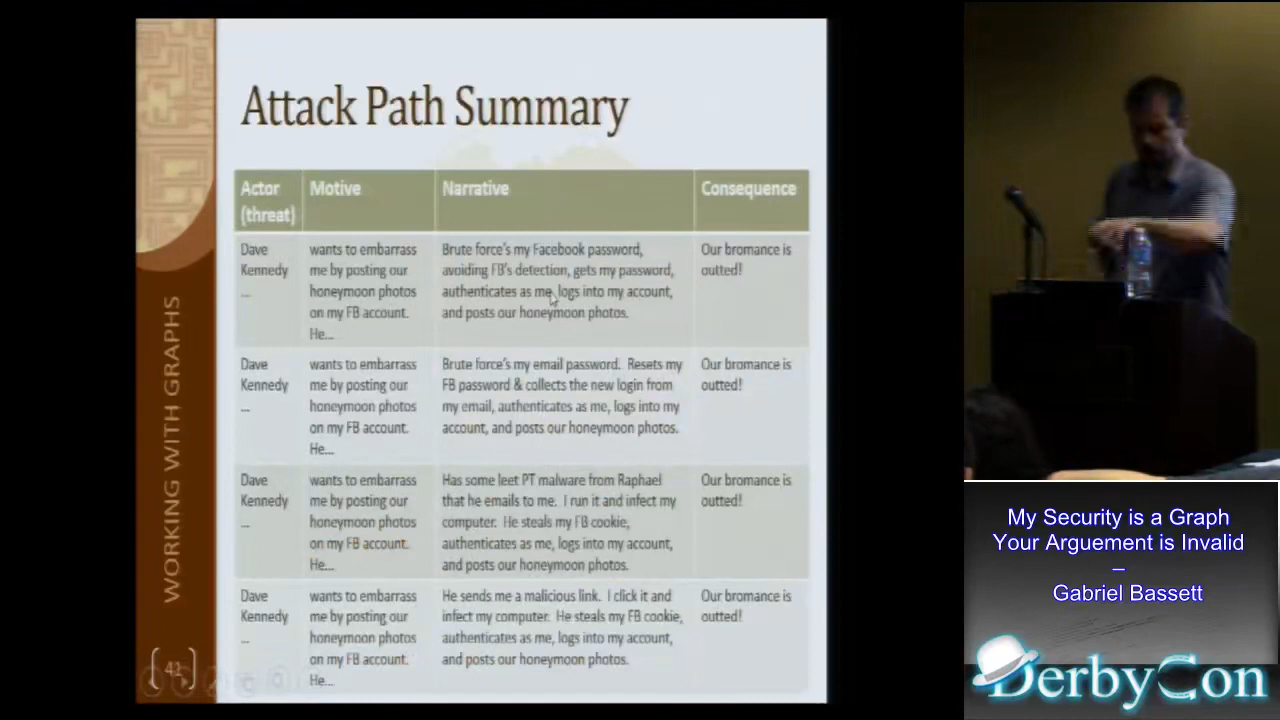 Attack Path Summary
Actor
(threat)
Motive
Narrative
Consequence
Dave
Kennedy
...
wants to embarrass
me by posting our
honeymoon photos
on my FB account.
He...
Brute force's my Facebook password,
avoiding FB's detection, gets my password,
authenticates as me, logs into my account,
and posts our honeymoon photos.
Our bromance is
outted!
Dave
Kennedy
...
wants to embarrass
me by posting our
honeymoon photos
on my FB account.
He...
Brute force's my email password.  Resets my
FB password & collects the new login from
my email, authenticates as me, logs into my
account, and posts our honeymoon photos.
Our bromance is
outted!
Dave
Kennedy
...
wants to embarrass
me by posting our
honeymoon photos
on my FB account.
He...
Has some leet PT malware from Raphael
that he emails to me.  I run it and infect my
computer.  He steals my FB cookie,
authenticates as me, logs into my account,
and posts our honeymoon photos.
Our bromance is
outted!
Dave
Kennedy
...
wants to embarrass
me by posting our
honeymoon photos
on my FB account.
He...
He sends me a malicious link.  I click it and
infect my computer.  He steals my FB cookie,
authenticates as me, logs into my account,
and posts our honeymoon photos.
Our bromance is
outted!
WORKING WITH GRAPHS
41
My Security is a Graph
Your Arguement is Invalid
–
Gabriel Bassett
DerbyCon